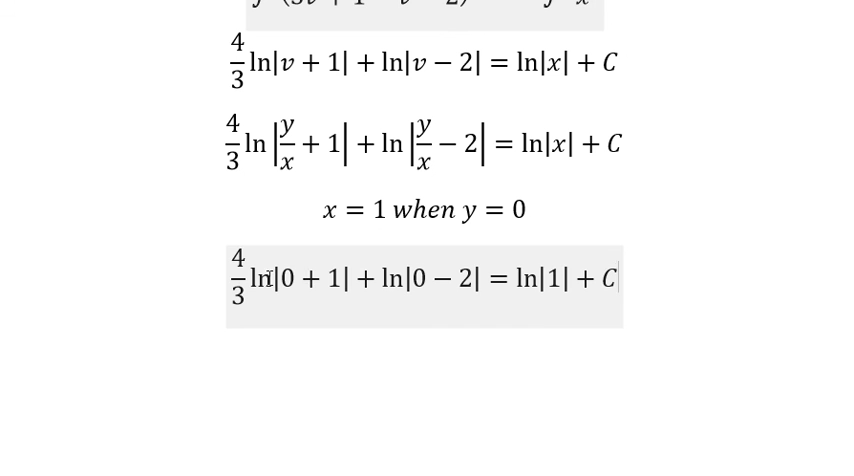 4/3 ln|v + 1| + ln|v − 2| = ln|x| + C
4/3 ln |y/x + 1| + ln |y/x − 2| = ln|x| + C
x = 1 when y = 0
4/3 ln|0 + 1| + ln|0 − 2| = ln|1| + C